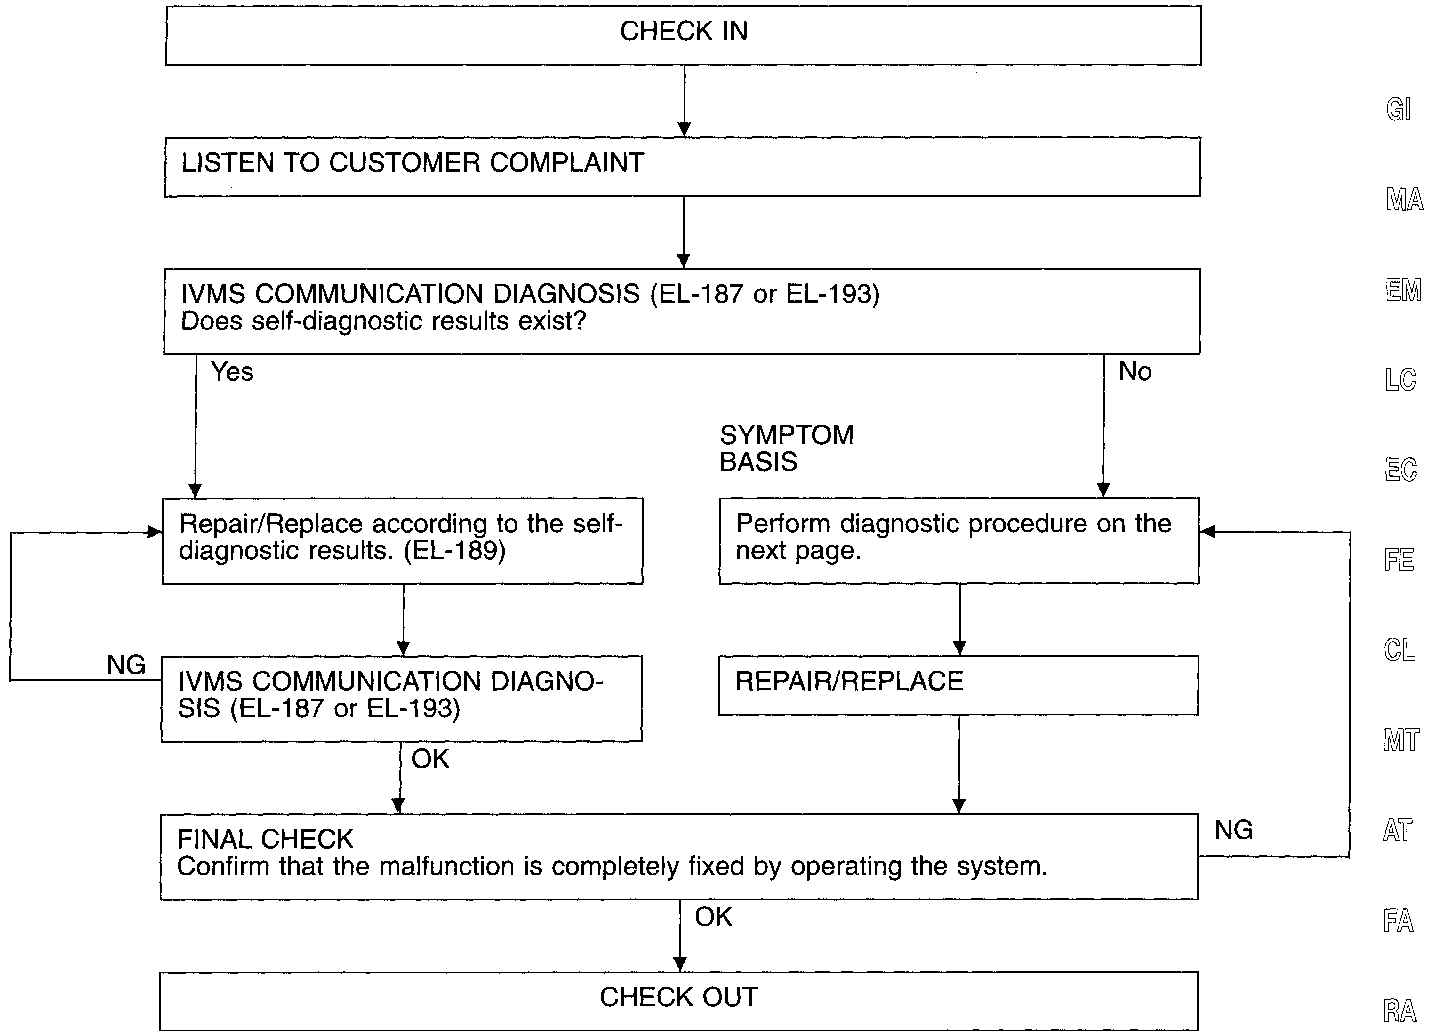 CHECK IN
LISTEN TO CUSTOMER COMPLAINT
IVMS COMMUNICATION DIAGNOSIS (EL-187 or EL-193)
Does self-diagnostic results exist?
Yes
No
SYMPTOM
BASIS
Repair/Replace according to the self-
diagnostic results. (EL-189)
Perform diagnostic procedure on the
next page.
NG
IVMS COMMUNICATION DIAGNO-
SIS (EL-187 or EL-193)
REPAIR/REPLACE
OK
FINAL CHECK
Confirm that the malfunction is completely fixed by operating the system.
NG
OK
CHECK OUT
GI
MA
EM
LC
EC
FE
CL
MT
AT
FA
RA